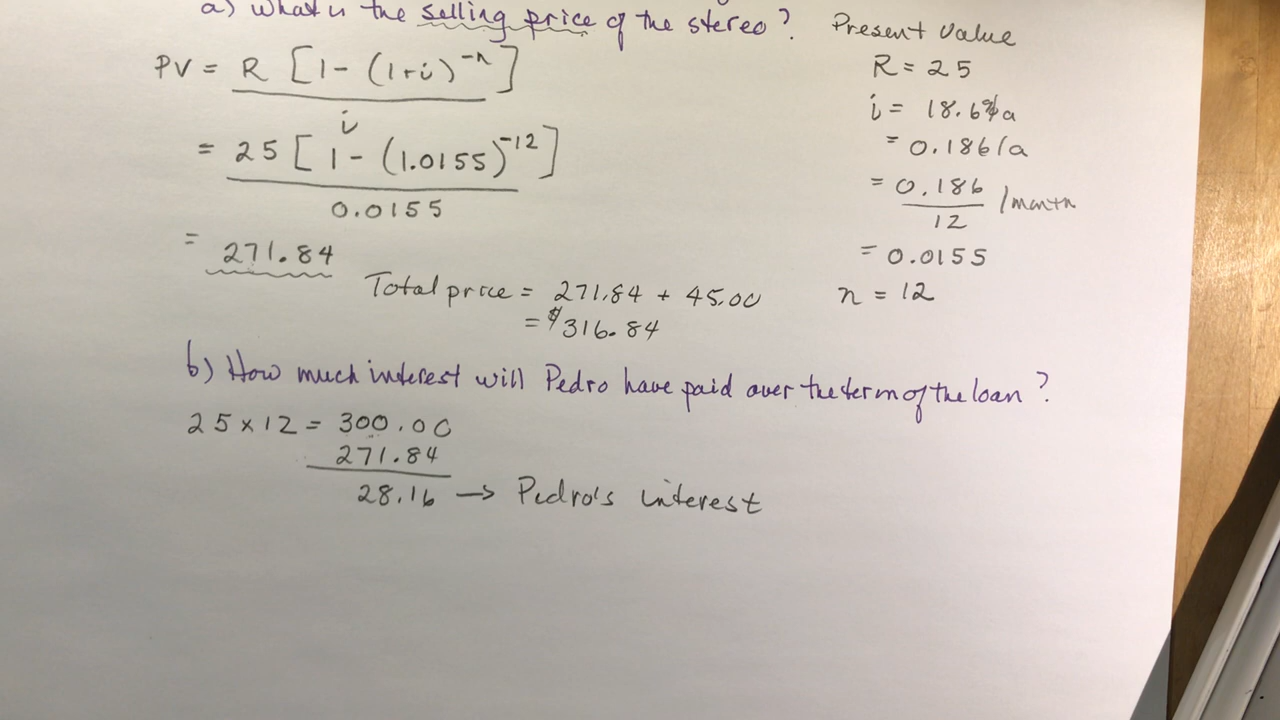 a) What is the selling price of the stereo?
Present Value
PV = R [1 - (1+i)^-n]
i
= 25 [1 - (1.0155)^-12]
0.0155
= 271.84
R = 25
i = 18.6%/a
= 0.186/a
= 0.186 /month
12
= 0.0155
n = 12
Total price = 271.84 + 45.00
= $316.84
b) How much interest will Pedro have paid over the term of the loan?
25 x 12 = 300.00
271.84
28.16 → Pedro's interest